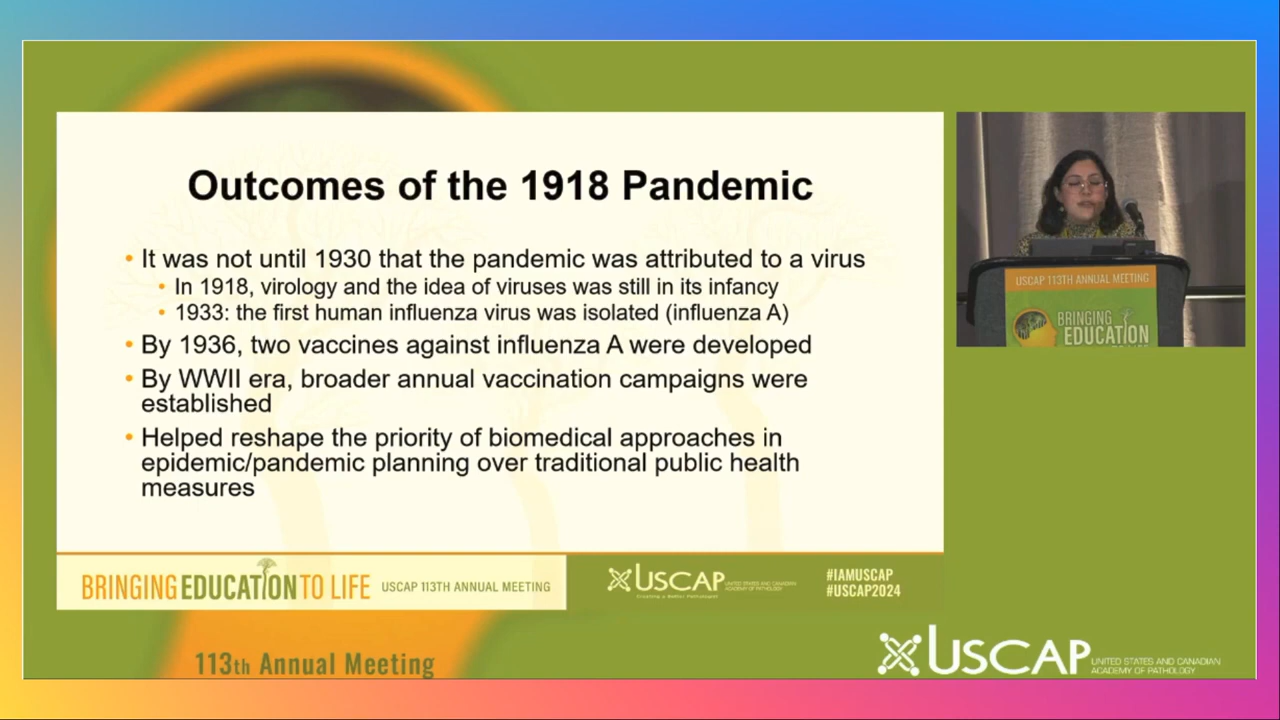 Outcomes of the 1918 Pandemic
• It was not until 1930 that the pandemic was attributed to a virus
• In 1918, virology and the idea of viruses was still in its infancy
• 1933: the first human influenza virus was isolated (influenza A)
• By 1936, two vaccines against influenza A were developed
• By WWII era, broader annual vaccination campaigns were
established
• Helped reshape the priority of biomedical approaches in
epidemic/pandemic planning over traditional public health
measures
BRINGING EDUCATION TO LIFE USCAP 113TH ANNUAL MEETING
USCAP UNITED STATES AND CANADIAN
ACADEMY OF PATHOLOGY
Creating a Better Pathologist
#IAMUSCAP
#USCAP2024
USCAP 113TH ANNUAL MEETING
BRINGING
EDUCATION
113th Annual Meeting
USCAP UNITED STATES AND CANADIAN
ACADEMY OF PATHOLOGY